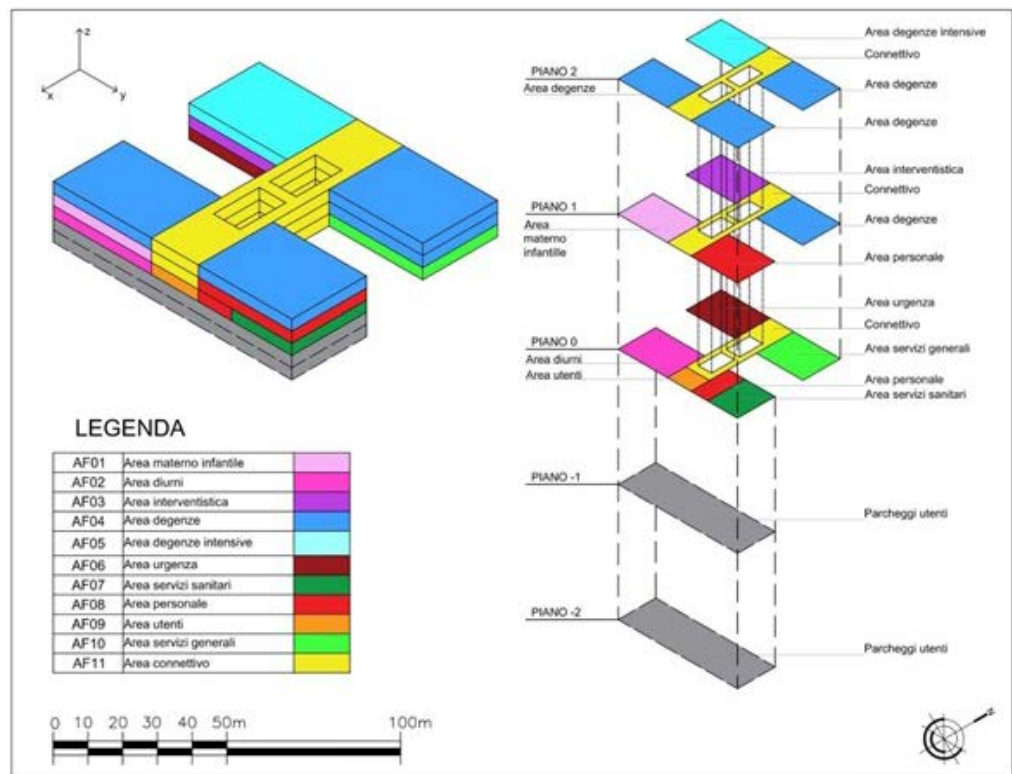 z
x
y
Area degenze intensive
Connettivo
PIANO 2
Area degenze
Area degenze
Area degenze
Area interventistica
Connettivo
PIANO 1
Area
materno
infantille
Area degenze
Area personale
Area urgenza
Connettivo
PIANO 0
Area diurni
Area servizi generali
Area utenti
Area personale
Area servizi sanitari
PIANO -1
Parcheggi utenti
PIANO -2
Parcheggi utenti
LEGENDA
AF01 Area materno infantile
AF02 Area diurni
AF03 Area interventistica
AF04 Area degenze
AF05 Area degenze intensive
AF06 Area urgenza
AF07 Area servizi sanitari
AF08 Area personale
AF09 Area utenti
AF10 Area servizi generali
AF11 Area connettivo
0 10 20 30 40 50m 100m
N